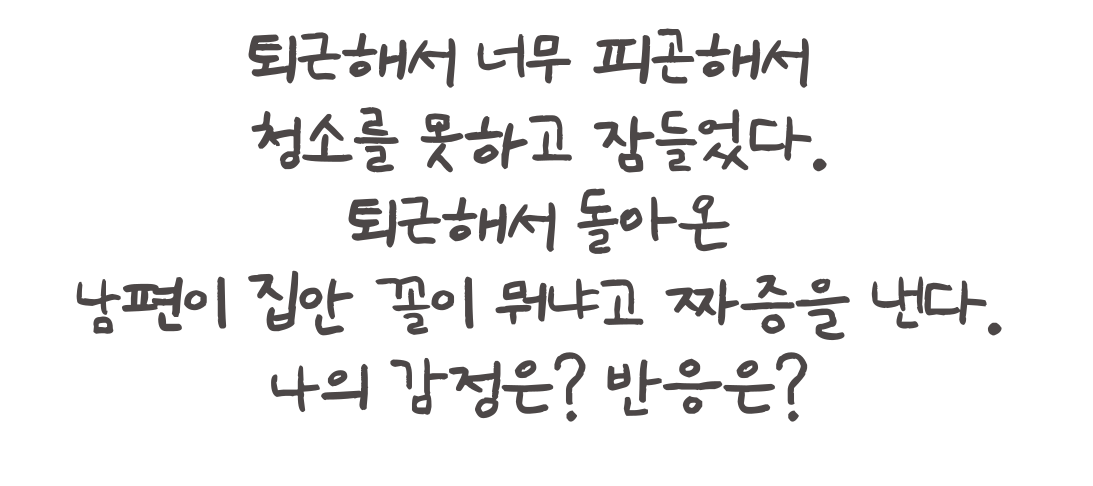 퇴근해서 너무 피곤해서
청소를 못하고 잠들었다.
퇴근해서 돌아온
남편이 집안 꼴이 뭐냐고 짜증을 낸다.
나의 감정은? 반응은?